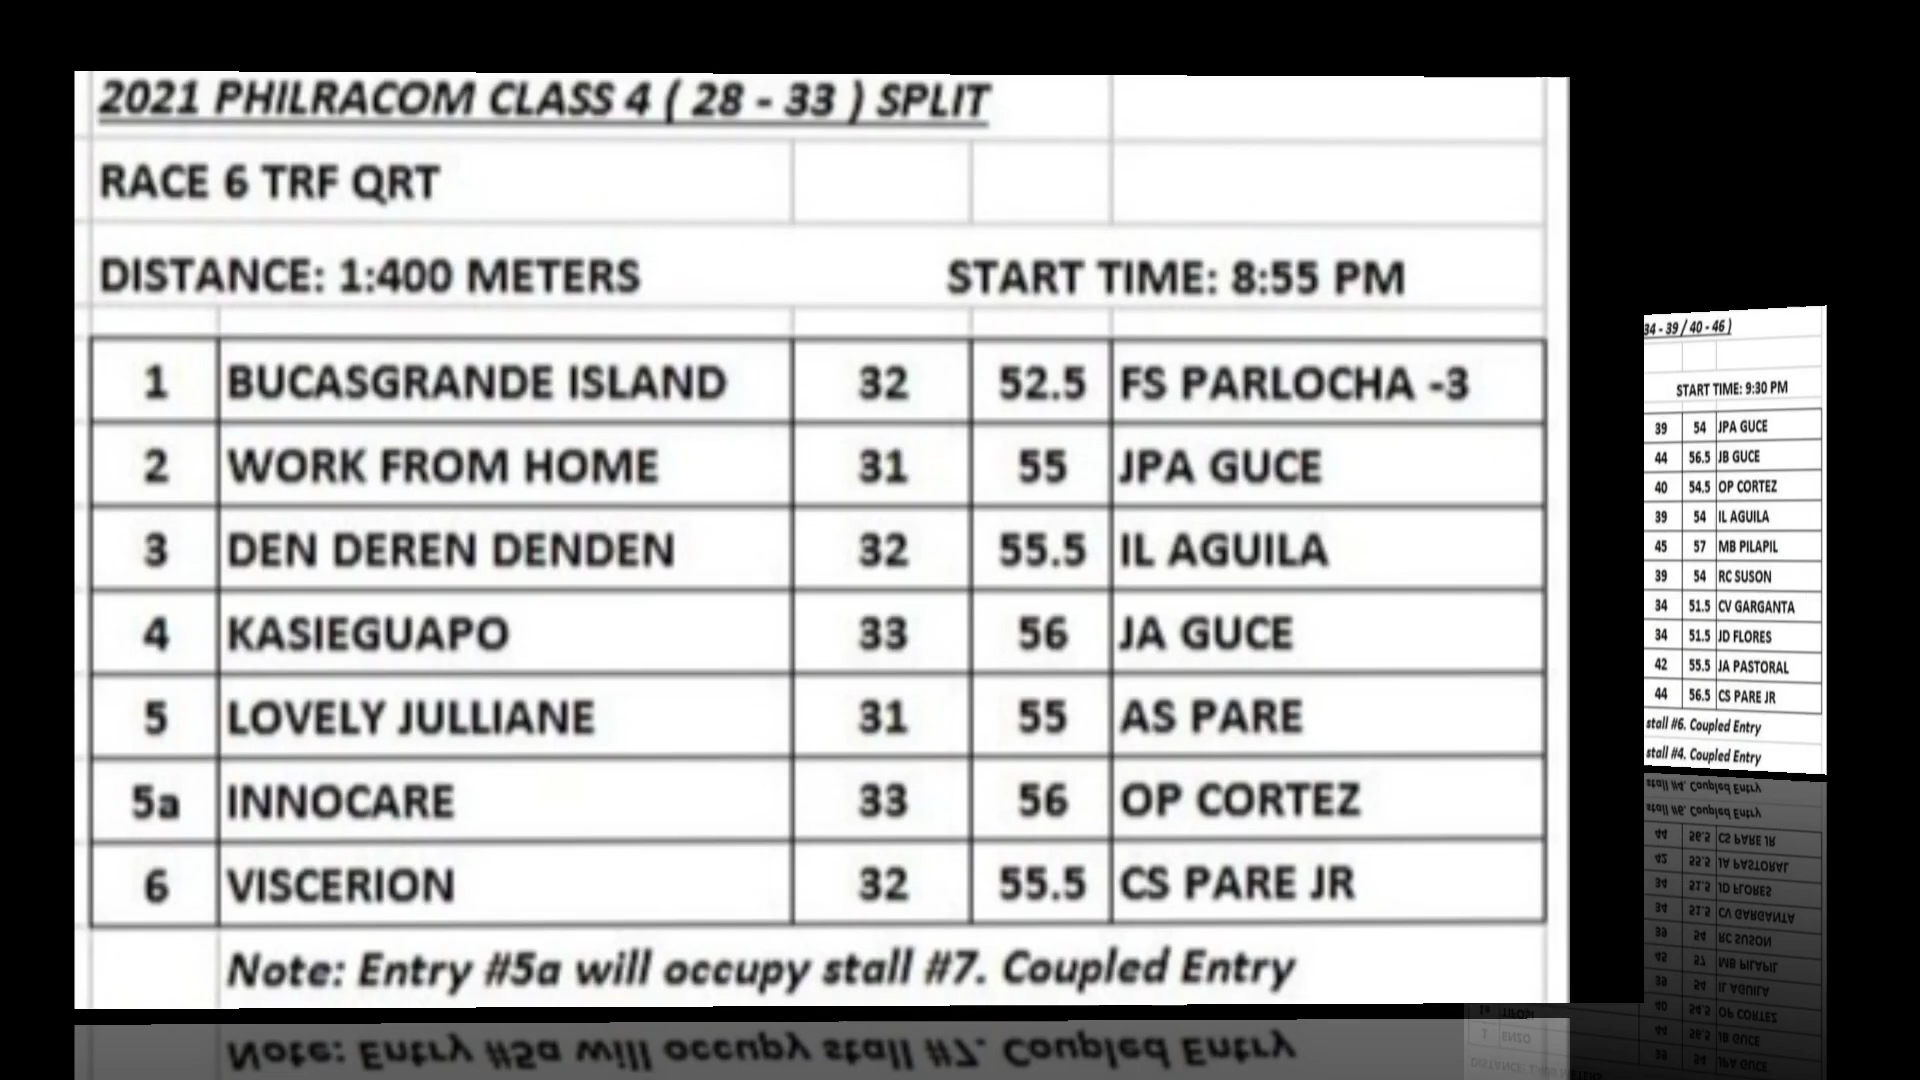 2021 PHILRACOM CLASS 4 ( 28 - 33 ) SPLIT
RACE 6 TRF QRT
DISTANCE: 1:400 METERS START TIME: 8:55 PM
1 BUCASGRANDE ISLAND 32 52.5 FS PARLOCHA -3
2 WORK FROM HOME 31 55 JPA GUCE
3 DEN DEREN DENDEN 32 55.5 IL AGUILA
4 KASIEGUAPO 33 56 JA GUCE
5 LOVELY JULLIANE 31 55 AS PARE
5a INNOCARE 33 56 OP CORTEZ
6 VISCERION 32 55.5 CS PARE JR
Note: Entry #5a will occupy stall #7. Coupled Entry
34 - 39 / 40 - 46 )
START TIME: 9:30 PM
39 54 JPA GUCE
44 56.5 JB GUCE
40 54.5 OP CORTEZ
39 54 IL AGUILA
45 57 MB PILAPIL
39 54 RC SUSON
34 51.5 CV GARGANTA
34 51.5 JD FLORES
42 55.5 JA PASTORAL
44 56.5 CS PARE JR
stall #6. Coupled Entry
stall #4. Coupled Entry